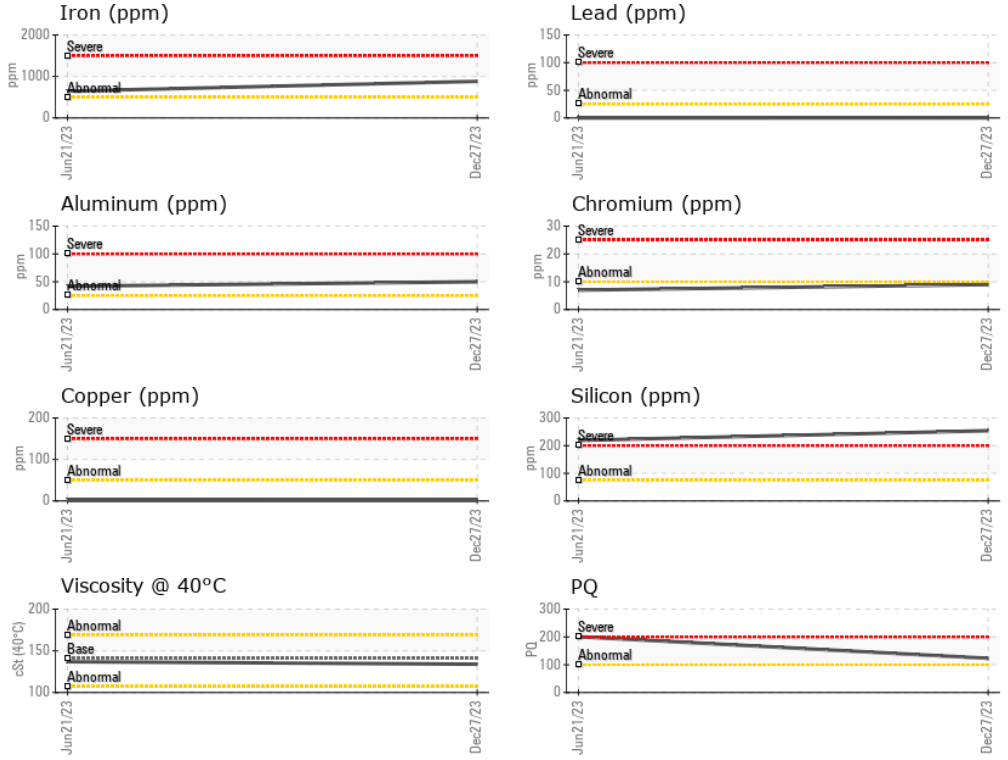 Iron (ppm)
2000
1000
0
ppm
Severe
Abnormal
Jun21/23
Dec27/23
Lead (ppm)
150
100
50
0
ppm
Severe
Abnormal
Jun21/23
Dec27/23
Aluminum (ppm)
150
100
50
0
ppm
Severe
Abnormal
Jun21/23
Dec27/23
Chromium (ppm)
30
20
10
0
ppm
Severe
Abnormal
Jun21/23
Dec27/23
Copper (ppm)
200
100
0
ppm
Severe
Abnormal
Jun21/23
Dec27/23
Silicon (ppm)
300
200
100
0
ppm
Severe
Abnormal
Jun21/23
Dec27/23
Viscosity @ 40°C
200
150
100
cSt (40°C)
Abnormal
Base
Abnormal
Jun21/23
Dec27/23
PQ
300
200
100
0
PQ
Severe
Abnormal
Jun21/23
Dec27/23